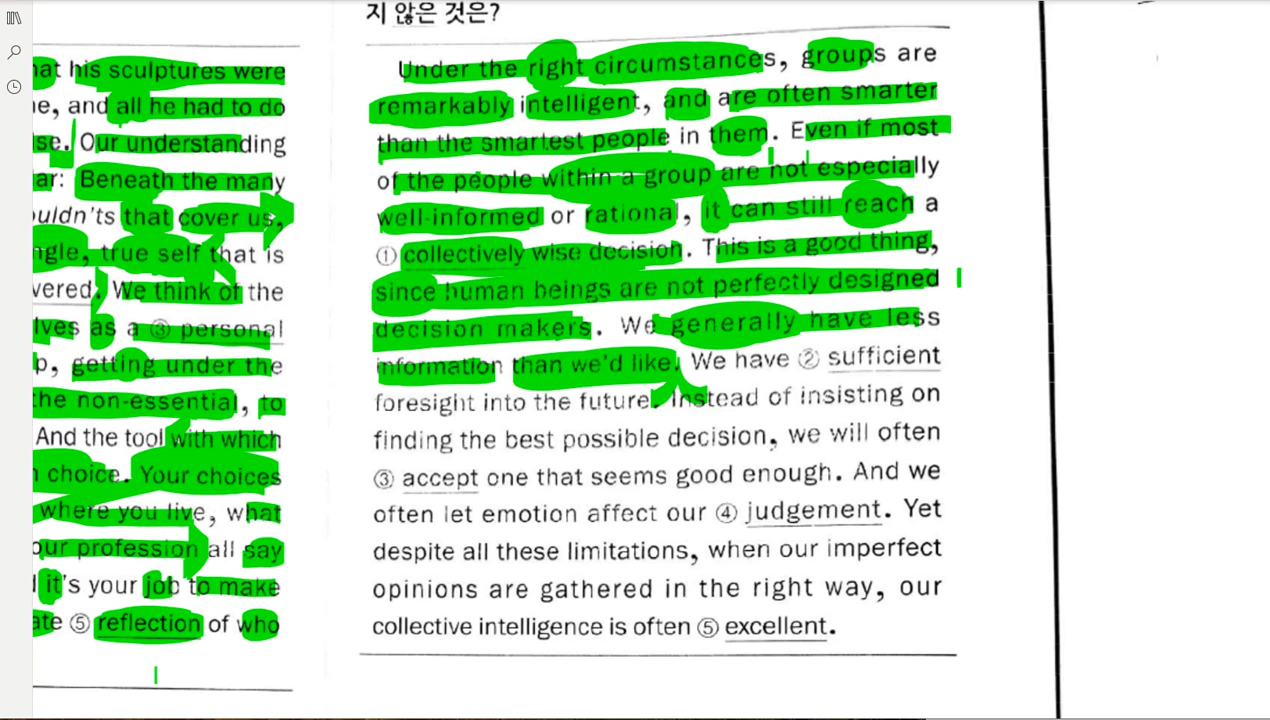 hat his sculptures were
e, and all he had to do
se. Our understanding
ar: Beneath the many
ouldn'ts that cover us,
ngle, true self that is
vered. We think of the
lves as a ③ personal
p, getting under the
the non-essential, to
And the tool with which
n choice. Your choices
where you live, what
our profession all say
it's your job to make
ate ⑤ reflection of who
지 않은 것은?
Under the right circumstances, groups are
remarkably intelligent, and are often smarter
than the smartest people in them. Even if most
of the people within a group are not especially
well-informed or rational, it can still reach a
① collectively wise decision. This is a good thing,
since human beings are not perfectly designed
decision makers. We generally have less
information than we'd like. We have ② sufficient
foresight into the future. Instead of insisting on
finding the best possible decision, we will often
③ accept one that seems good enough. And we
often let emotion affect our ④ judgement. Yet
despite all these limitations, when our imperfect
opinions are gathered in the right way, our
collective intelligence is often ⑤ excellent.